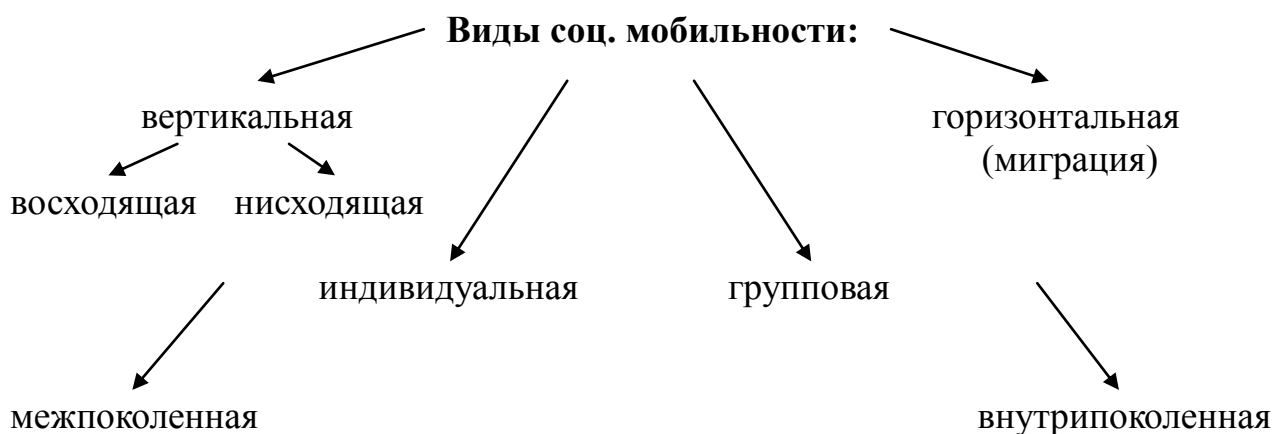 Виды соц. мобильности:
вертикальная
горизонтальная
(миграция)
восходящая нисходящая
индивидуальная групповая
межпоколенная внутрипоколенная